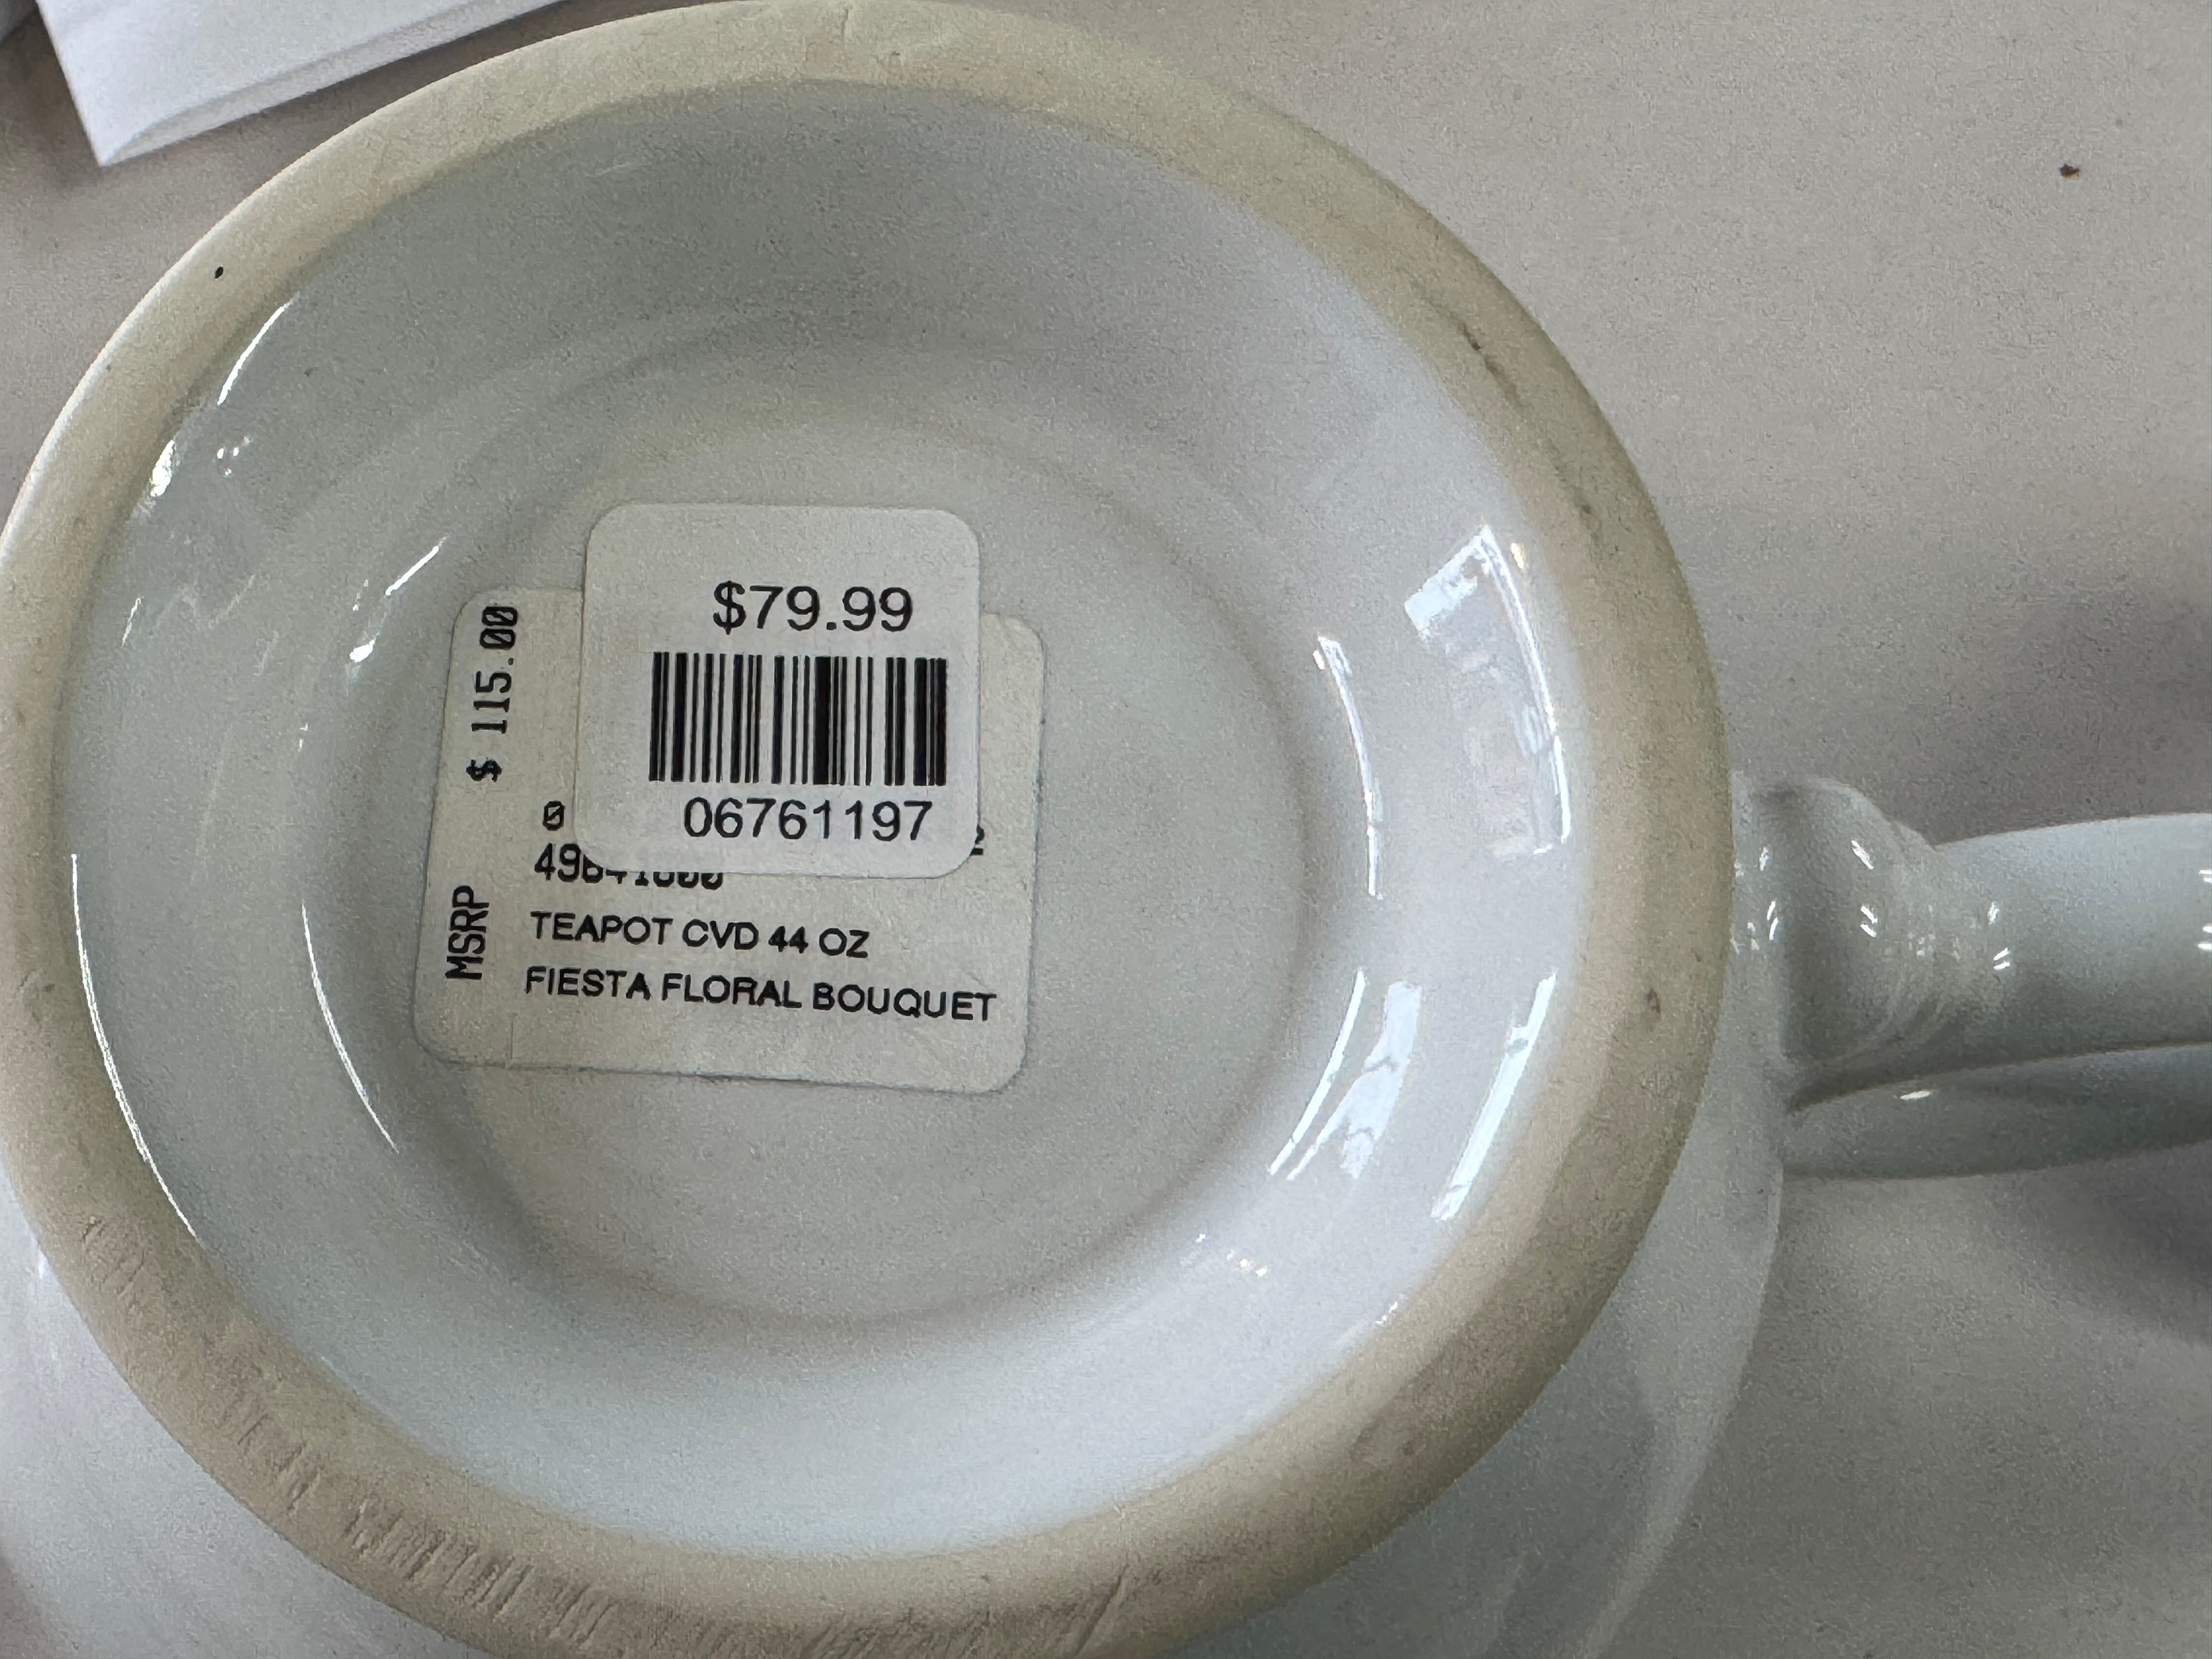 $79.99
06761197
$ 115.00
MSRP
0
2
TEAPOT CVD 44 OZ
FIESTA FLORAL BOUQUET